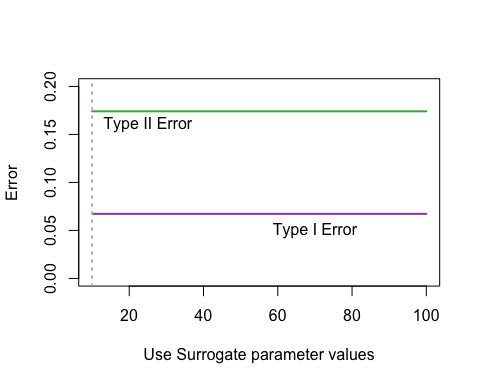 0.20
0.15
0.10
0.05
0.00
Error
Type II Error
Type I Error
20 40 60 80 100
Use Surrogate parameter values